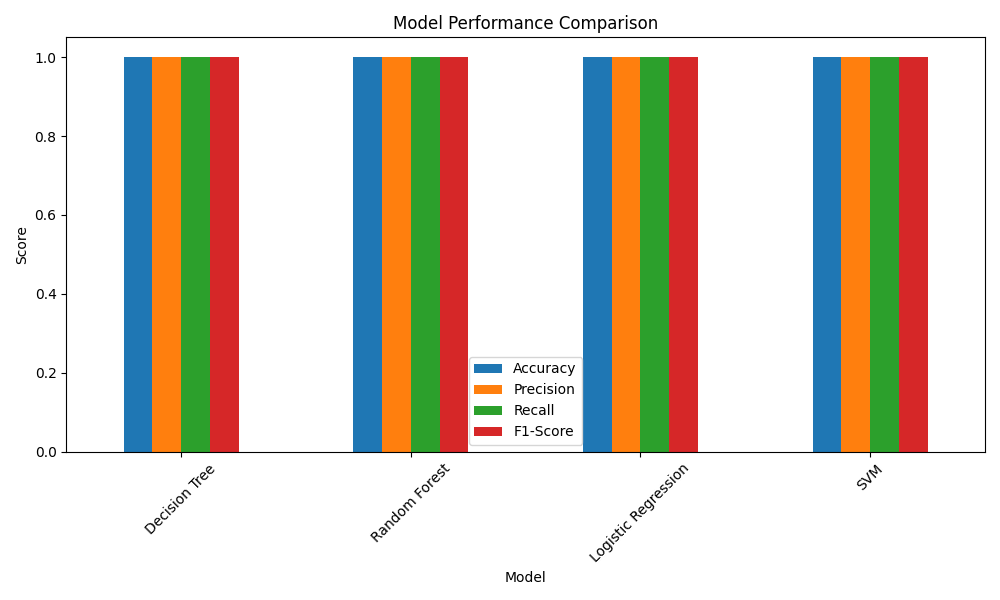 Model Performance Comparison
1.0
0.8
0.6
0.4
0.2
0.0
Score
Accuracy
Precision
Recall
F1-Score
Decision Tree
Random Forest
Logistic Regression
SVM
Model